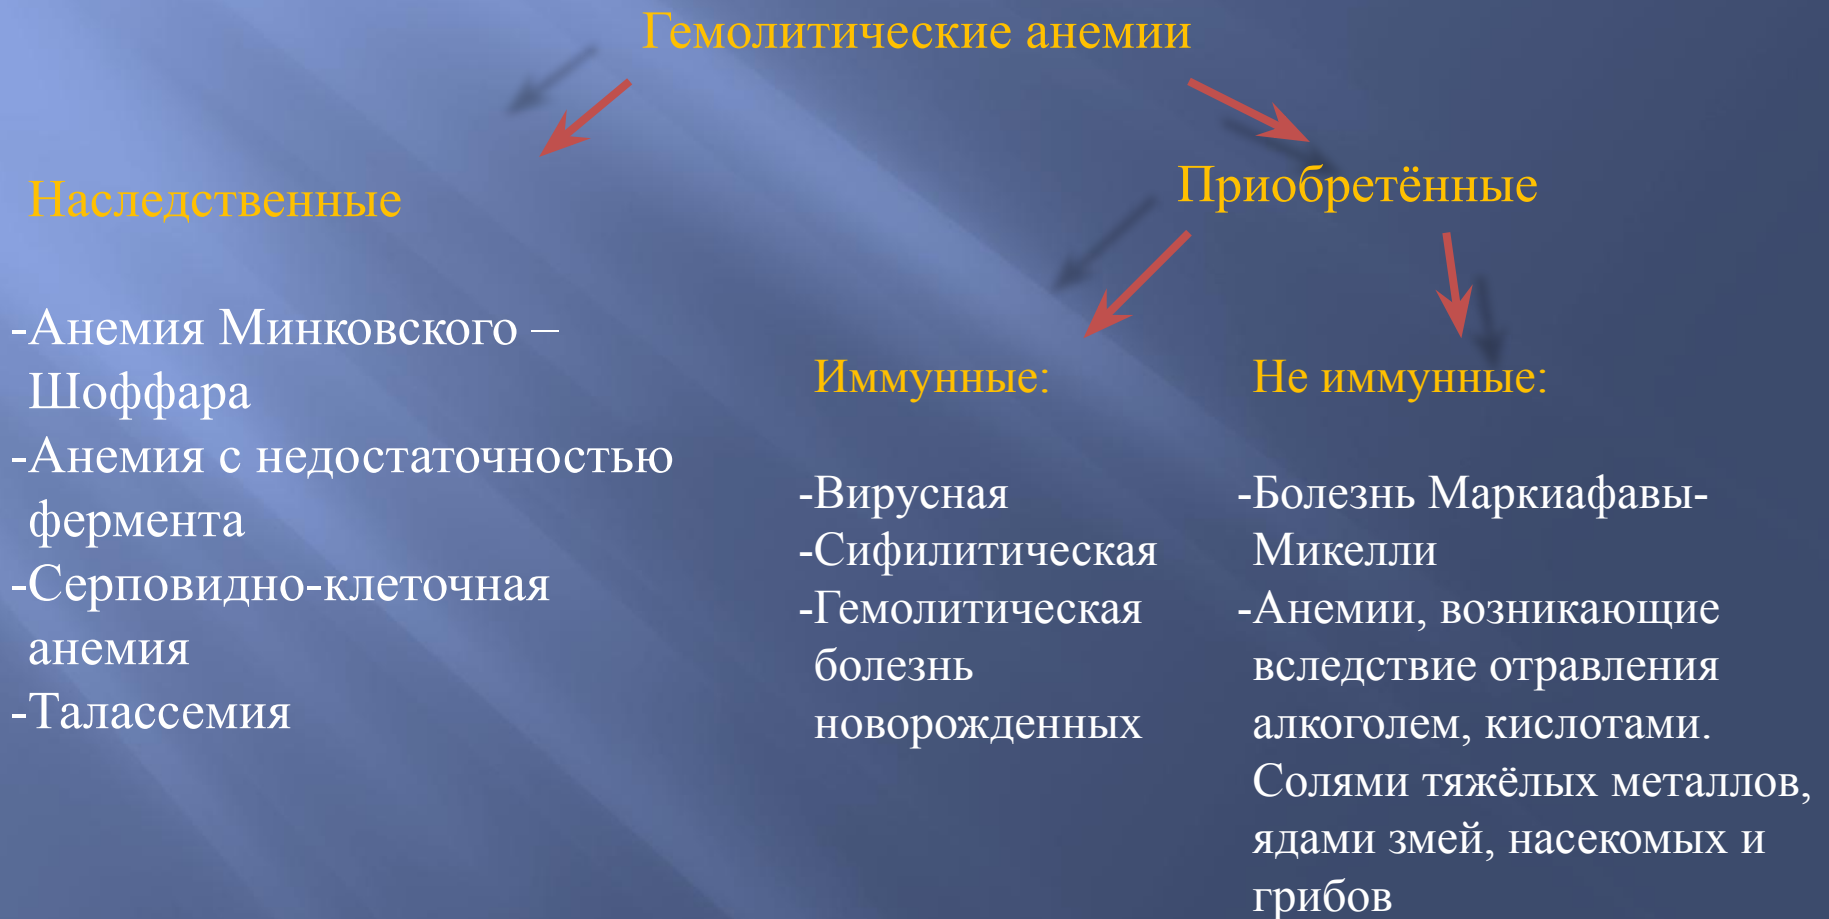 Гемолитические анемии
Наследственные
-Анемия Минковского –
Шоффара
-Анемия с недостаточностью
фермента
-Серповидно-клеточная
анемия
-Талассемия
Приобретённые
Иммунные:
-Вирусная
-Сифилитическая
-Гемолитическая
болезнь
новорожденных
Не иммунные:
-Болезнь Маркиафавы-
Микелли
-Анемии, возникающие
вследствие отравления
алкоголем, кислотами.
Солями тяжёлых металлов,
ядами змей, насекомых и
грибов